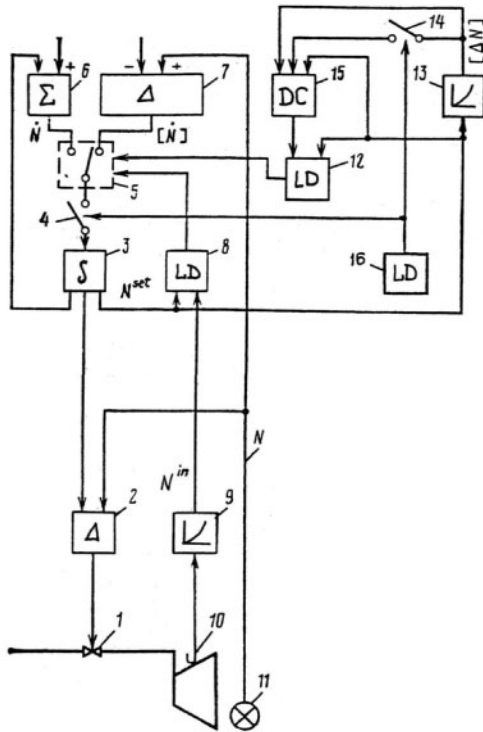 14
[ΔN]
6
+
7
− +
15
13
Σ
Δ
DC
Ṅ
[Ṅ]
12
5
LD
4
3
8
16
∫
N^set
LD
LD
N
N^in
2
9
Δ
1
10
11